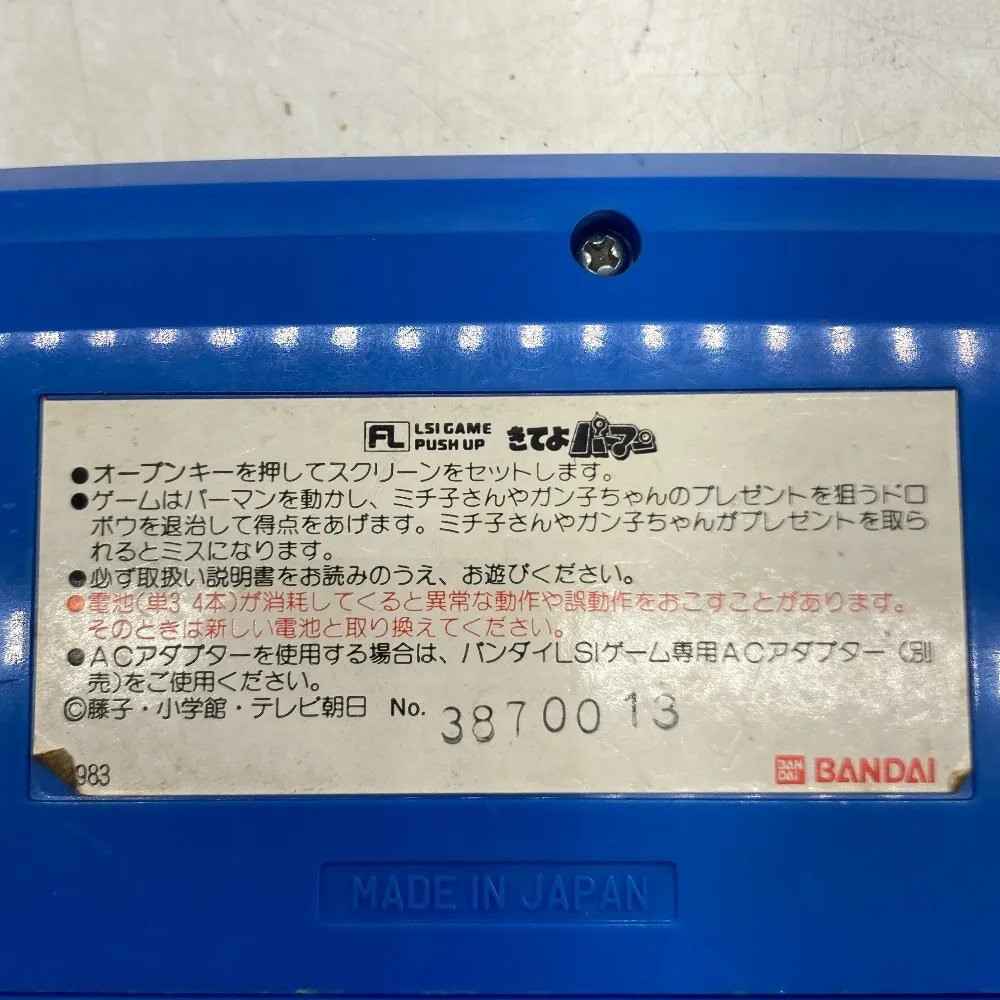 FL LSI GAME
PUSH UP きてよパーマン
●オープンキーを押してスクリーンをセットします。
●ゲームはパーマンを動かし、ミチ子さんやガン子ちゃんのプレゼントを狙うドロ
ボウを退治して得点をあげます。ミチ子さんやガン子ちゃんがプレゼントを取ら
れるとミスになります。
●必ず取扱い説明書をお読みのうえ、お遊びください。
●電池(単3 4本)が消耗してくると異常な動作や誤動作をおこすことがあります。
そのときは新しい電池と取り換えてください。
●ACアダプターを使用する場合は、バンダイLSIゲーム専用ACアダプター(別
売)をご使用ください。
©藤子・小学館・テレビ朝日 No. 3870013
983
BAN DAI BANDAI
MADE IN JAPAN